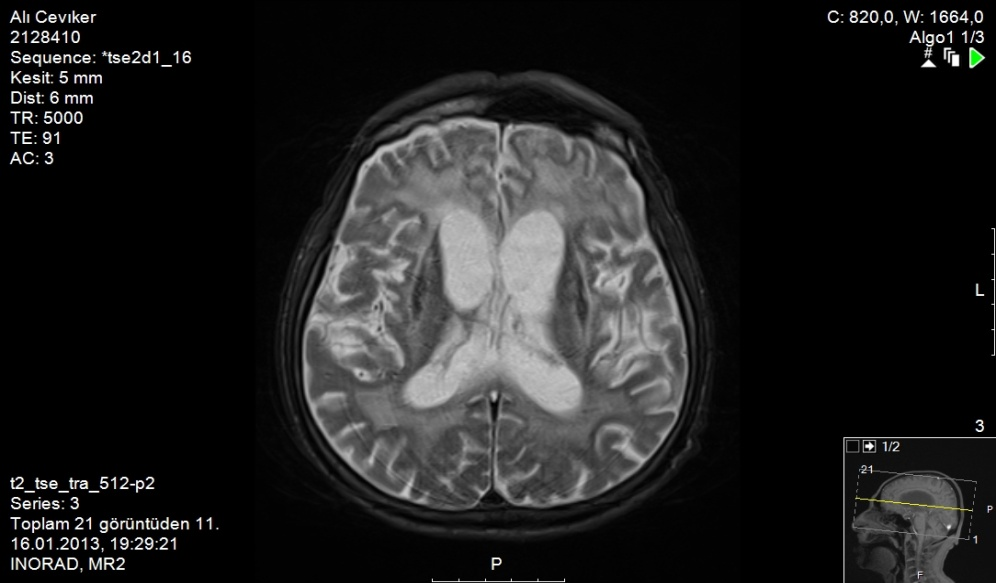 Alı Cevıker
2128410
Sequence: *tse2d1_16
Kesit: 5 mm
Dist: 6 mm
TR: 5000
TE: 91
AC: 3
C: 820,0, W: 1664,0
Algo1 1/3
#
L
3
1/2
21
P
1
F
t2_tse_tra_512-p2
Series: 3
Toplam 21 görüntüden 11.
16.01.2013, 19:29:21
INORAD, MR2
P